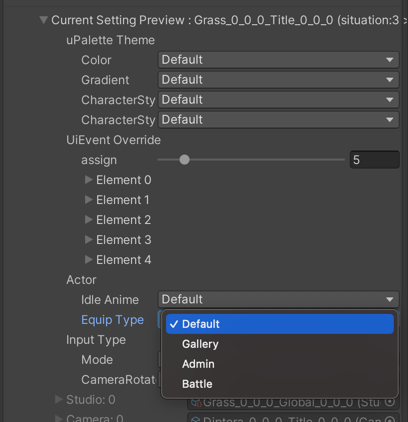 Current Setting Preview : Grass_0_0_0_Title_0_0_0 (situation:3
uPalette Theme
Color Default
Gradient Default
CharacterSty Default
CharacterSty Default
UiEvent Override
assign 5
Element 0
Element 1
Element 2
Element 3
Element 4
Actor
Idle Anime Default
Equip Type Default
Gallery
Input Type
Admin
Mode
Battle
CameraRotat
Studio: 0 Grass_0_0_0_Global_0_0_0 (Stu
Camera: 0 Diptera_0_0_Title_0_0_0 (Can